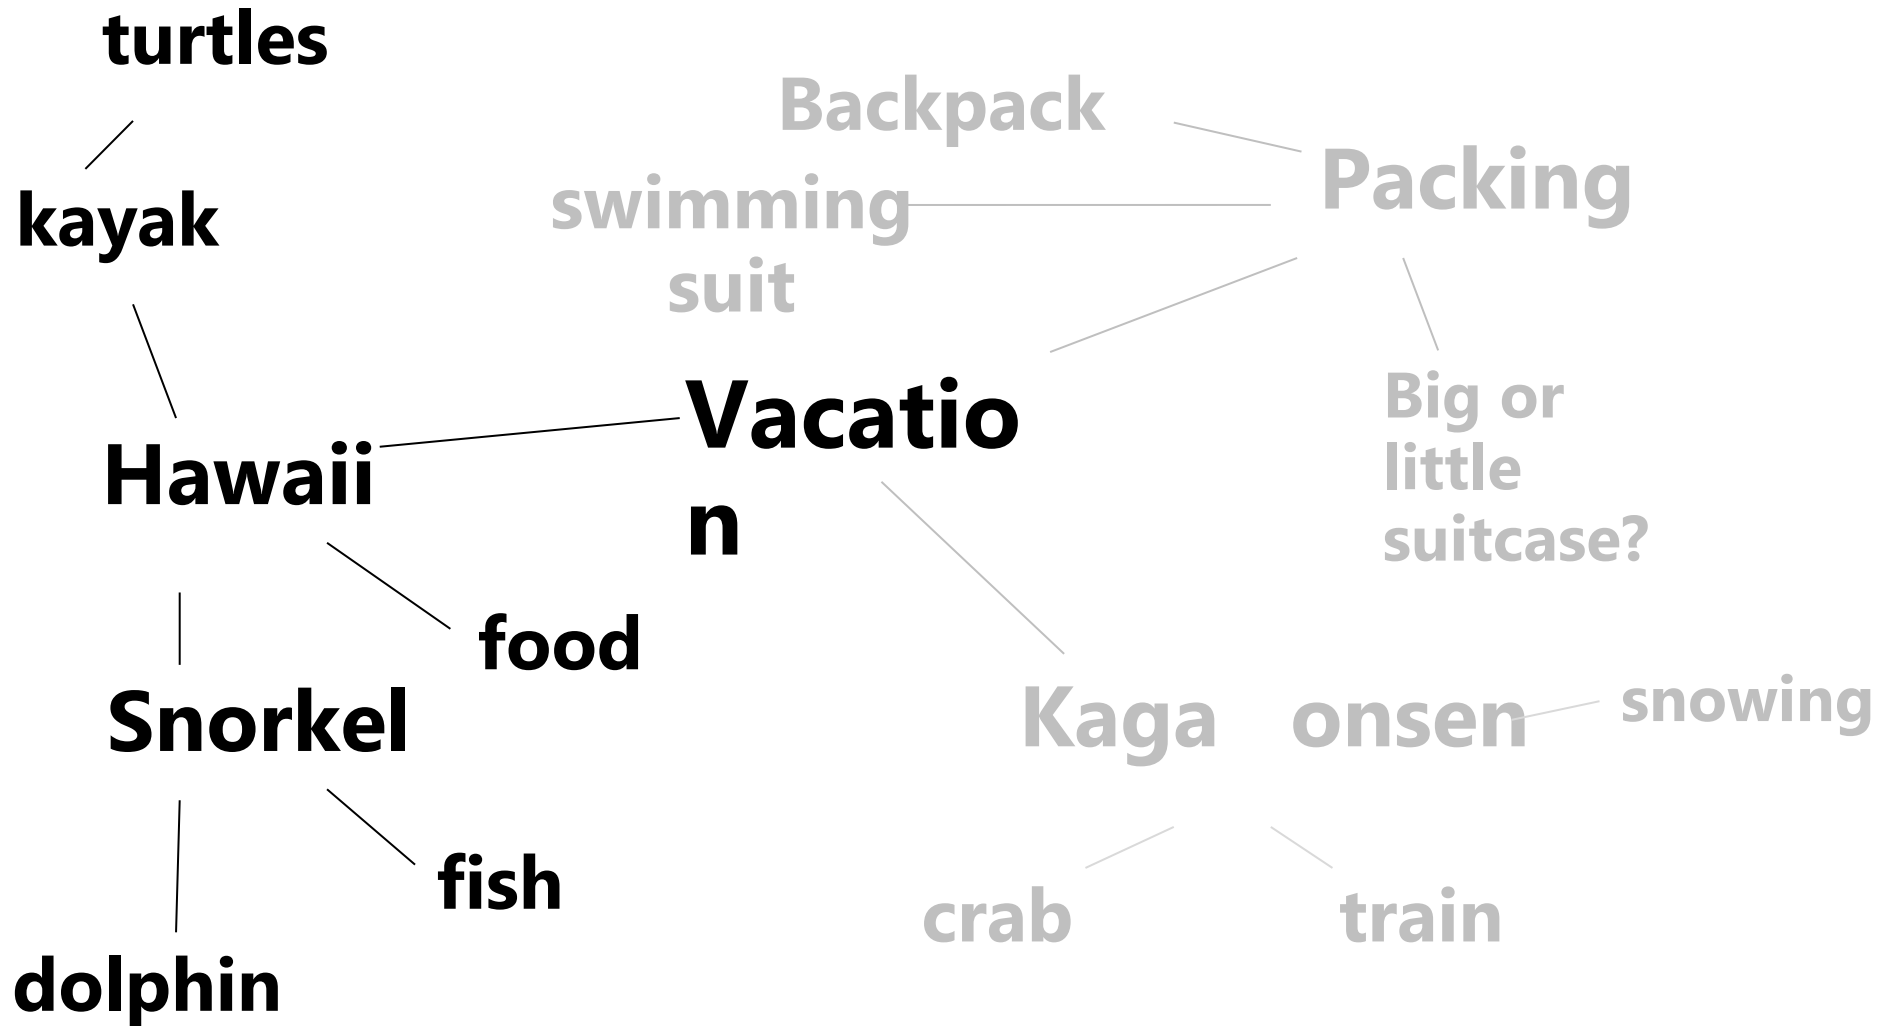 turtles
Backpack
Packing
kayak
swimming
suit
Vacatio
n
Big or
little
suitcase?
Hawaii
food
Snorkel
Kaga onsen
snowing
fish
crab
train
dolphin